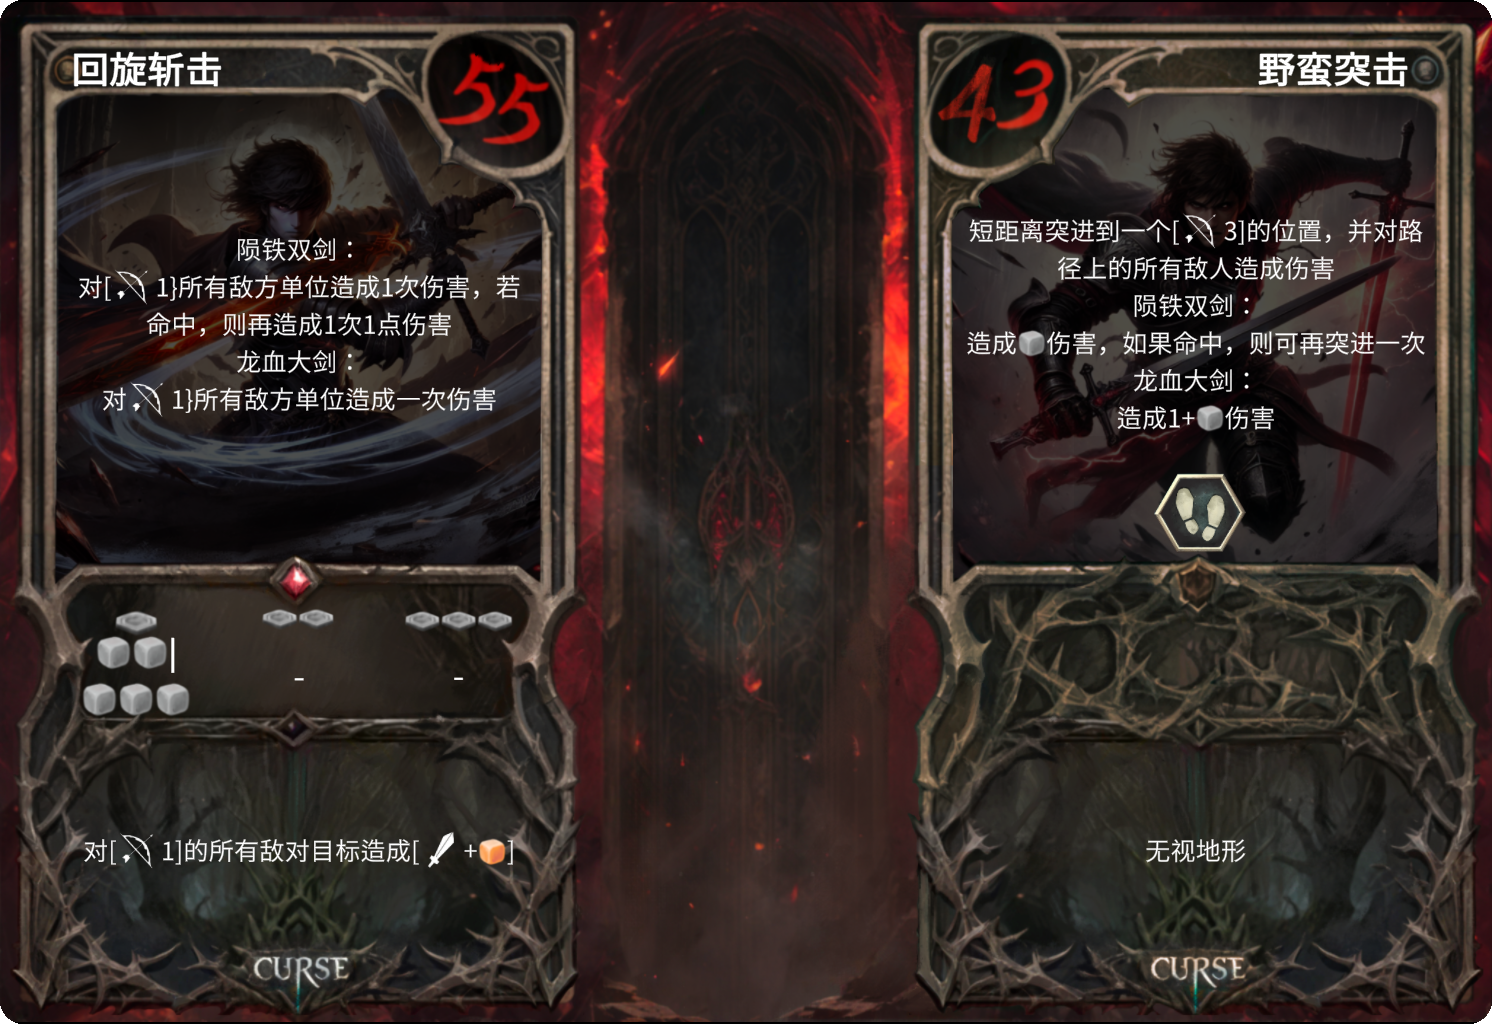 回旋斩击
55
陨铁双剑：
对[ 1}所有敌方单位造成1次伤害，若
命中，则再造成1次1点伤害
龙血大剑：
对 1}所有敌方单位造成一次伤害
|
-
-
对[ 1]的所有敌对目标造成[ +]
CURSE
43
野蛮突击
短距离突进到一个[ 3]的位置，并对路
径上的所有敌人造成伤害
陨铁双剑：
造成 伤害，如果命中，则可再突进一次
龙血大剑：
造成1+ 伤害
无视地形
CURSE